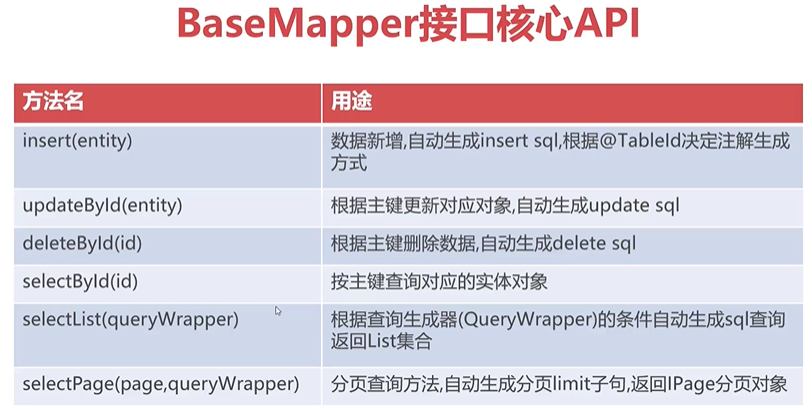 BaseMapper接口核心API
方法名 用途
insert(entity) 数据新增,自动生成insert sql,根据@TableId决定注解生成
方式
updateById(entity) 根据主键更新对应对象,自动生成update sql
deleteById(id) 根据主键删除数据,自动生成delete sql
selectById(id) 按主键查询对应的实体对象
selectList(queryWrapper) 根据查询生成器(QueryWrapper)的条件自动生成sql查询
返回List集合
selectPage(page,queryWrapper) 分页查询方法,自动生成分页limit子句,返回IPage分页对象